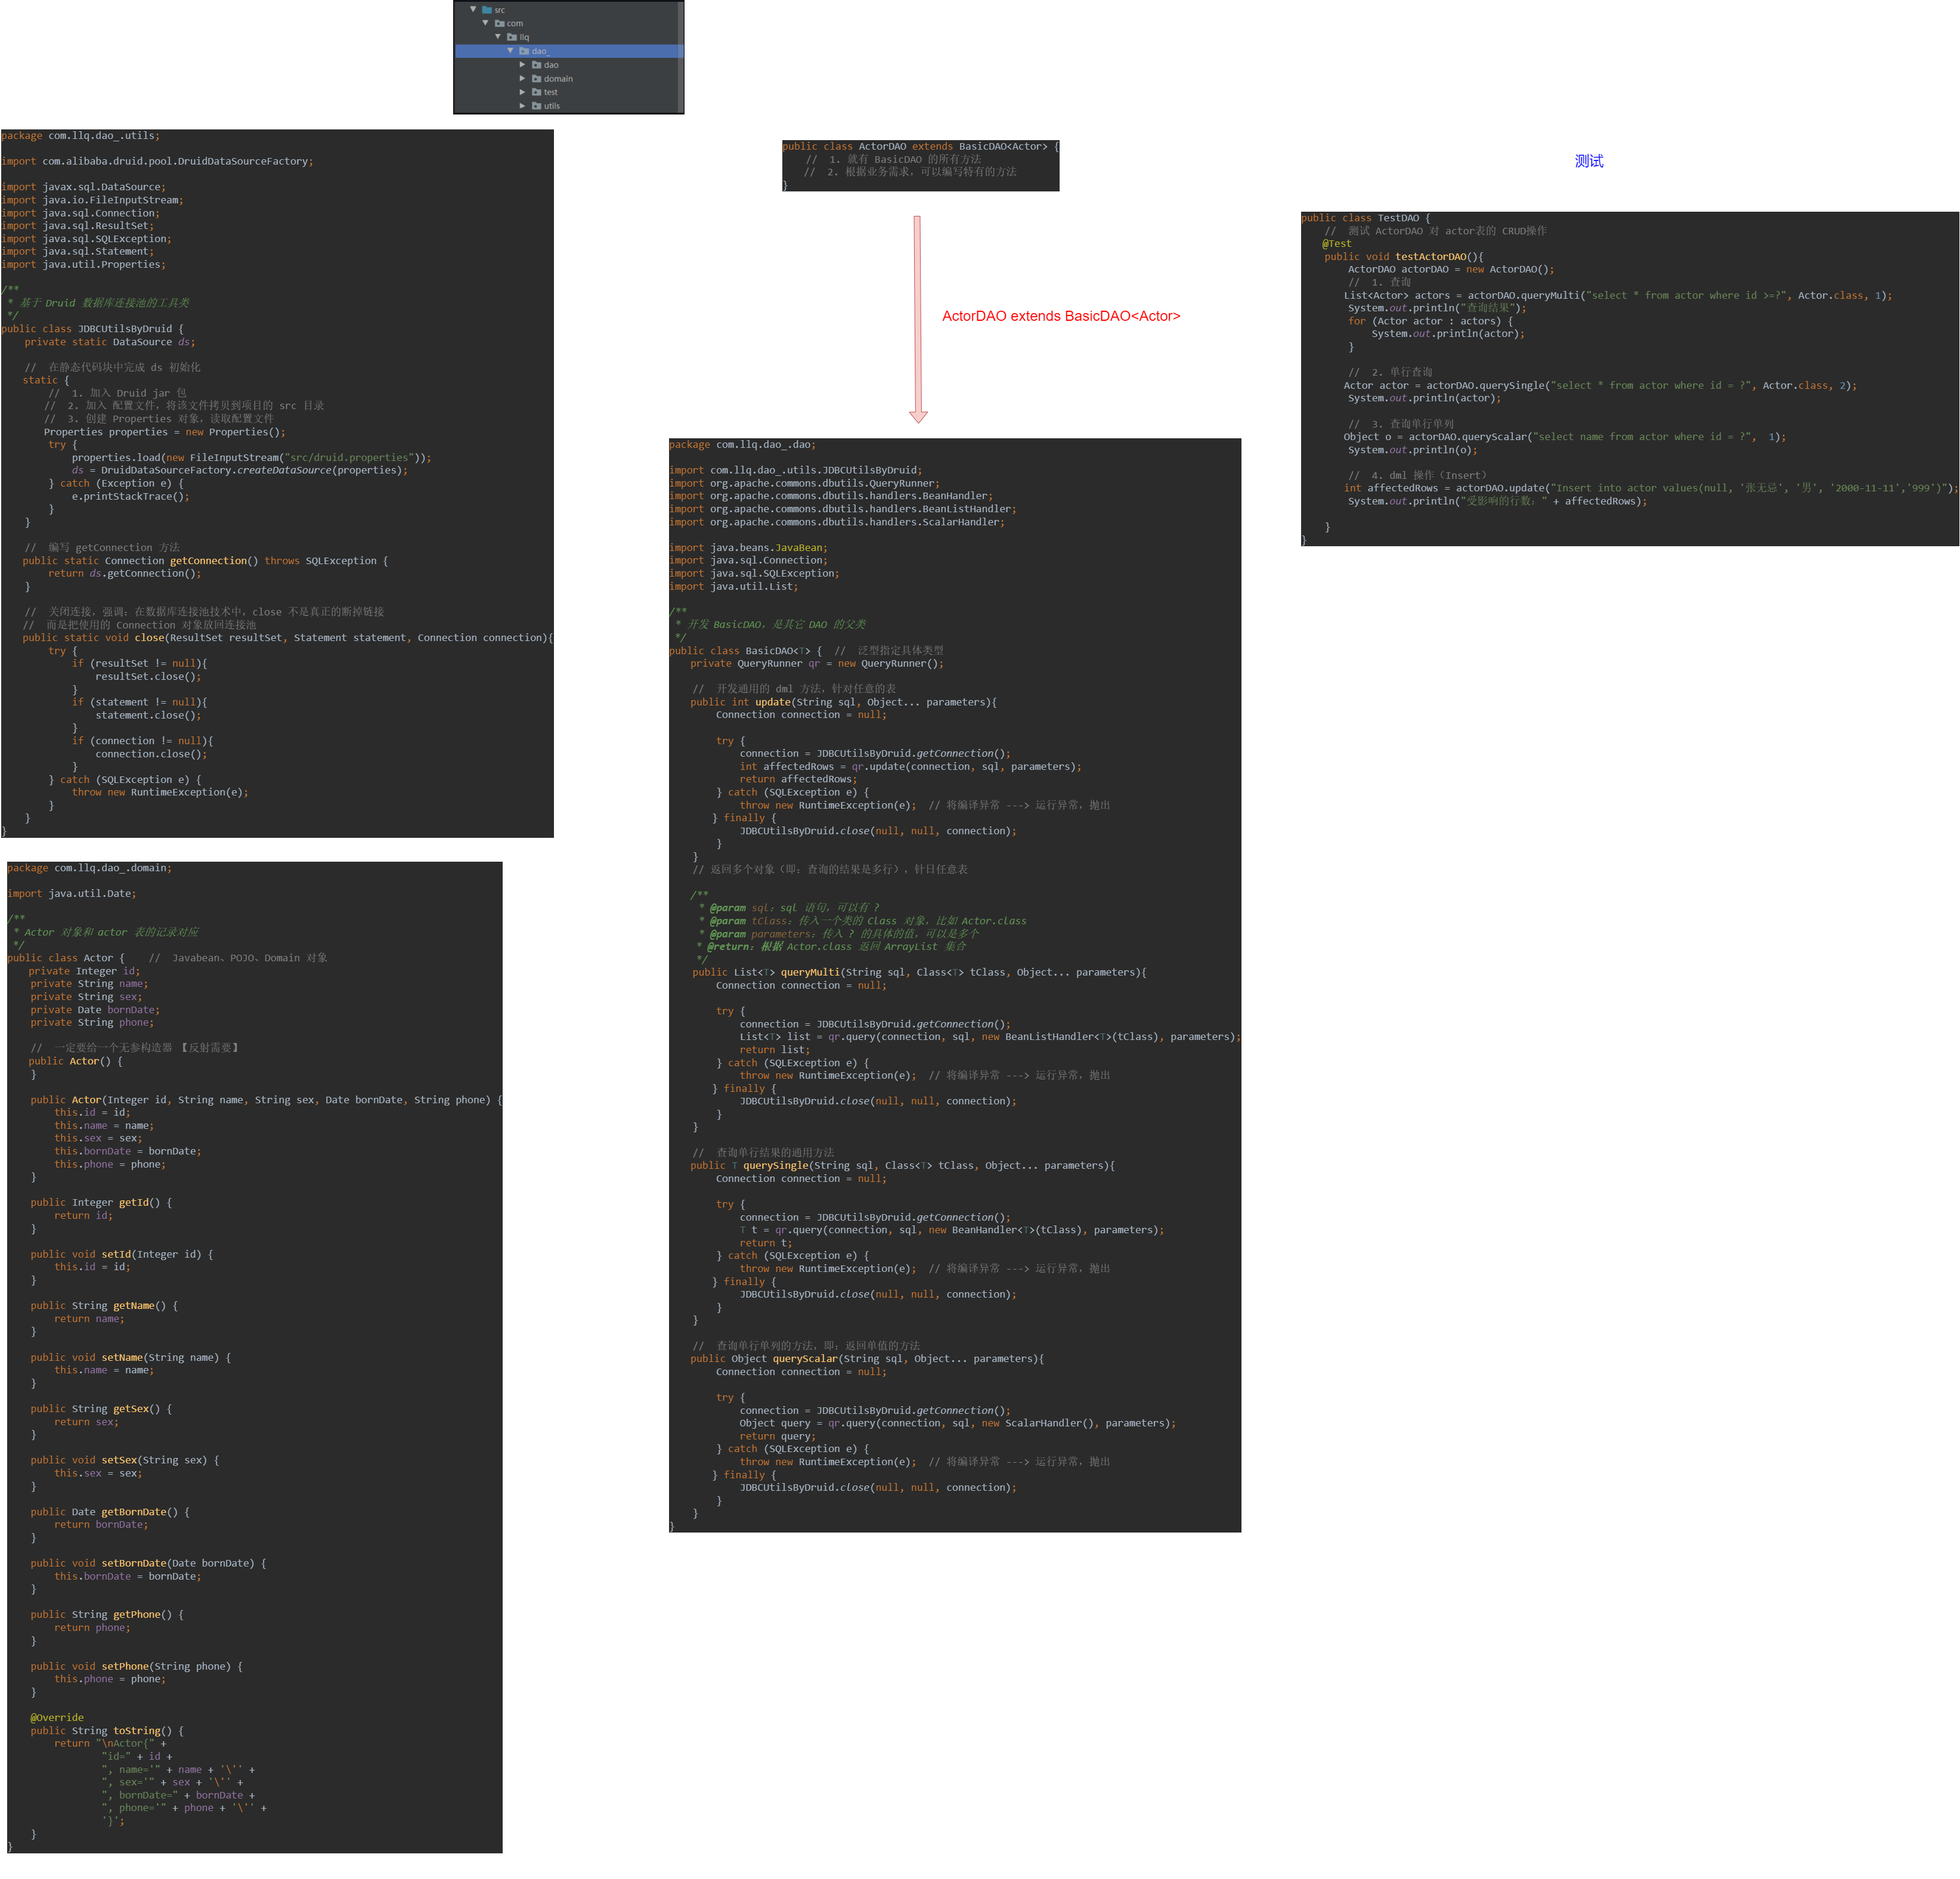 src
com
llq
dao_
dao
domain
test
utils
package com.llq.dao_.utils;
import com.alibaba.druid.pool.DruidDataSourceFactory;
import javax.sql.DataSource;
import java.io.FileInputStream;
import java.sql.Connection;
import java.sql.ResultSet;
import java.sql.SQLException;
import java.sql.Statement;
import java.util.Properties;
/**
 * 基于 Druid 数据库连接池的工具类
 */
public class JDBCUtilsByDruid {
    private static DataSource ds;
    //  在静态代码块中完成 ds 初始化
    static {
        //  1. 加入 Druid jar 包
        //  2. 加入 配置文件，将该文件拷贝到项目的 src 目录
        //  3. 创建 Properties 对象，读取配置文件
        Properties properties = new Properties();
        try {
            properties.load(new FileInputStream("src/druid.properties"));
            ds = DruidDataSourceFactory.createDataSource(properties);
        } catch (Exception e) {
            e.printStackTrace();
        }
    }
    //  编写 getConnection 方法
    public static Connection getConnection() throws SQLException {
        return ds.getConnection();
    }
    //  关闭连接，强调：在数据库连接池技术中，close 不是真正的断掉链接
    //  而是把使用的 Connection 对象放回连接池
    public static void close(ResultSet resultSet, Statement statement, Connection connection){
        try {
            if (resultSet != null){
                resultSet.close();
            }
            if (statement != null){
                statement.close();
            }
            if (connection != null){
                connection.close();
            }
        } catch (SQLException e) {
            throw new RuntimeException(e);
        }
    }
}
package com.llq.dao_.domain;
import java.util.Date;
/**
 * Actor 对象和 actor 表的记录对应
 */
public class Actor {    //  Javabean、POJO、Domain 对象
    private Integer id;
    private String name;
    private String sex;
    private Date bornDate;
    private String phone;
    //  一定要给一个无参构造器 【反射需要】
    public Actor() {
    }
    public Actor(Integer id, String name, String sex, Date bornDate, String phone) {
        this.id = id;
        this.name = name;
        this.sex = sex;
        this.bornDate = bornDate;
        this.phone = phone;
    }
    public Integer getId() {
        return id;
    }
    public void setId(Integer id) {
        this.id = id;
    }
    public String getName() {
        return name;
    }
    public void setName(String name) {
        this.name = name;
    }
    public String getSex() {
        return sex;
    }
    public void setSex(String sex) {
        this.sex = sex;
    }
    public Date getBornDate() {
        return bornDate;
    }
    public void setBornDate(Date bornDate) {
        this.bornDate = bornDate;
    }
    public String getPhone() {
        return phone;
    }
    public void setPhone(String phone) {
        this.phone = phone;
    }
    @Override
    public String toString() {
        return "\nActor{" +
                "id=" + id +
                ", name='" + name + '\'' +
                ", sex='" + sex + '\'' +
                ", bornDate=" + bornDate +
                ", phone='" + phone + '\'' +
                '}';
    }
}
public class ActorDAO extends BasicDAO<Actor> {
    //  1. 就有 BasicDAO 的所有方法
    //  2. 根据业务需求，可以编写特有的方法
}
ActorDAO extends BasicDAO<Actor>
package com.llq.dao_.dao;
import com.llq.dao_.utils.JDBCUtilsByDruid;
import org.apache.commons.dbutils.QueryRunner;
import org.apache.commons.dbutils.handlers.BeanHandler;
import org.apache.commons.dbutils.handlers.BeanListHandler;
import org.apache.commons.dbutils.handlers.ScalarHandler;
import java.beans.JavaBean;
import java.sql.Connection;
import java.sql.SQLException;
import java.util.List;
/**
 * 开发 BasicDAO，是其它 DAO 的父类
 */
public class BasicDAO<T> {  //  泛型指定具体类型
    private QueryRunner qr = new QueryRunner();
    //  开发通用的 dml 方法，针对任意的表
    public int update(String sql, Object... parameters){
        Connection connection = null;
        try {
            connection = JDBCUtilsByDruid.getConnection();
            int affectedRows = qr.update(connection, sql, parameters);
            return affectedRows;
        } catch (SQLException e) {
            throw new RuntimeException(e);  // 将编译异常 ---> 运行异常，抛出
        } finally {
            JDBCUtilsByDruid.close(null, null, connection);
        }
    }
    // 返回多个对象（即：查询的结果是多行），针日任意表
    /**
     * @param sql：sql 语句，可以有 ?
     * @param tClass：传入一个类的 Class 对象，比如 Actor.class
     * @param parameters：传入 ? 的具体的值，可以是多个
     * @return：根据 Actor.class 返回 ArrayList 集合
     */
    public List<T> queryMulti(String sql, Class<T> tClass, Object... parameters){
        Connection connection = null;
        try {
            connection = JDBCUtilsByDruid.getConnection();
            List<T> list = qr.query(connection, sql, new BeanListHandler<T>(tClass), parameters);
            return list;
        } catch (SQLException e) {
            throw new RuntimeException(e);  // 将编译异常 ---> 运行异常，抛出
        } finally {
            JDBCUtilsByDruid.close(null, null, connection);
        }
    }
    //  查询单行结果的通用方法
    public T querySingle(String sql, Class<T> tClass, Object... parameters){
        Connection connection = null;
        try {
            connection = JDBCUtilsByDruid.getConnection();
            T t = qr.query(connection, sql, new BeanHandler<T>(tClass), parameters);
            return t;
        } catch (SQLException e) {
            throw new RuntimeException(e);  // 将编译异常 ---> 运行异常，抛出
        } finally {
            JDBCUtilsByDruid.close(null, null, connection);
        }
    }
    //  查询单行单列的方法，即：返回单值的方法
    public Object queryScalar(String sql, Object... parameters){
        Connection connection = null;
        try {
            connection = JDBCUtilsByDruid.getConnection();
            Object query = qr.query(connection, sql, new ScalarHandler(), parameters);
            return query;
        } catch (SQLException e) {
            throw new RuntimeException(e);  // 将编译异常 ---> 运行异常，抛出
        } finally {
            JDBCUtilsByDruid.close(null, null, connection);
        }
    }
}
测试
public class TestDAO {
    //  测试 ActorDAO 对 actor表的 CRUD操作
    @Test
    public void testActorDAO(){
        ActorDAO actorDAO = new ActorDAO();
        //  1. 查询
        List<Actor> actors = actorDAO.queryMulti("select * from actor where id >=?", Actor.class, 1);
        System.out.println("查询结果");
        for (Actor actor : actors) {
            System.out.println(actor);
        }
        //  2. 单行查询
        Actor actor = actorDAO.querySingle("select * from actor where id = ?", Actor.class, 2);
        System.out.println(actor);
        //  3. 查询单行单列
        Object o = actorDAO.queryScalar("select name from actor where id = ?",  1);
        System.out.println(o);
        //  4. dml 操作（Insert）
        int affectedRows = actorDAO.update("Insert into actor values(null, '张无忌', '男', '2000-11-11','999')");
        System.out.println("受影响的行数：" + affectedRows);
    }
}